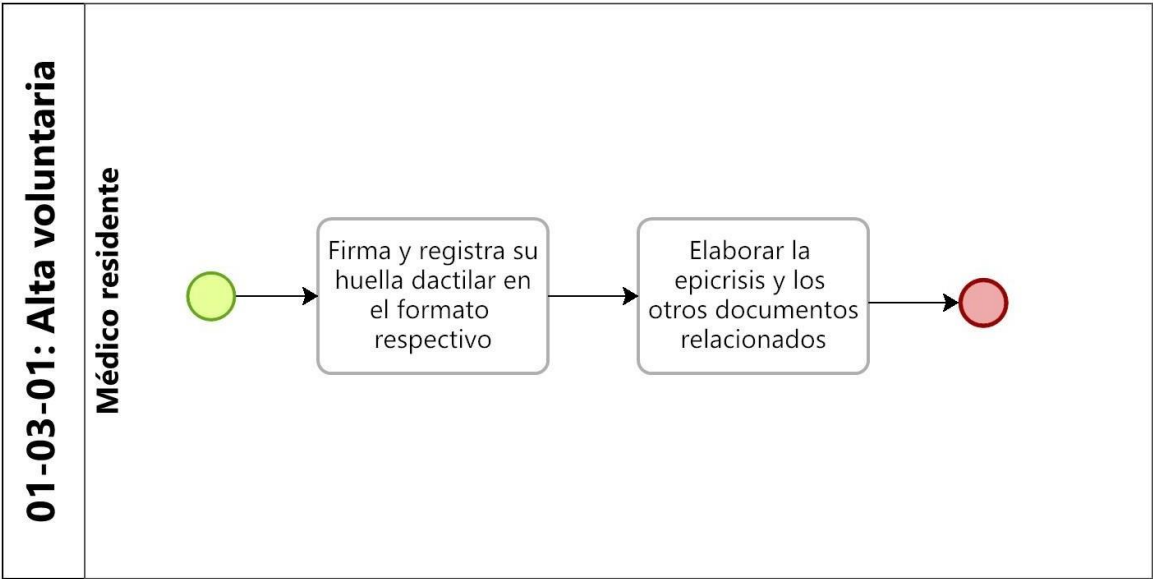 01-03-01: Alta voluntaria
Médico residente
Firma y registra su
huella dactilar en
el formato
respectivo
Elaborar la
epicrisis y los
otros documentos
relacionados